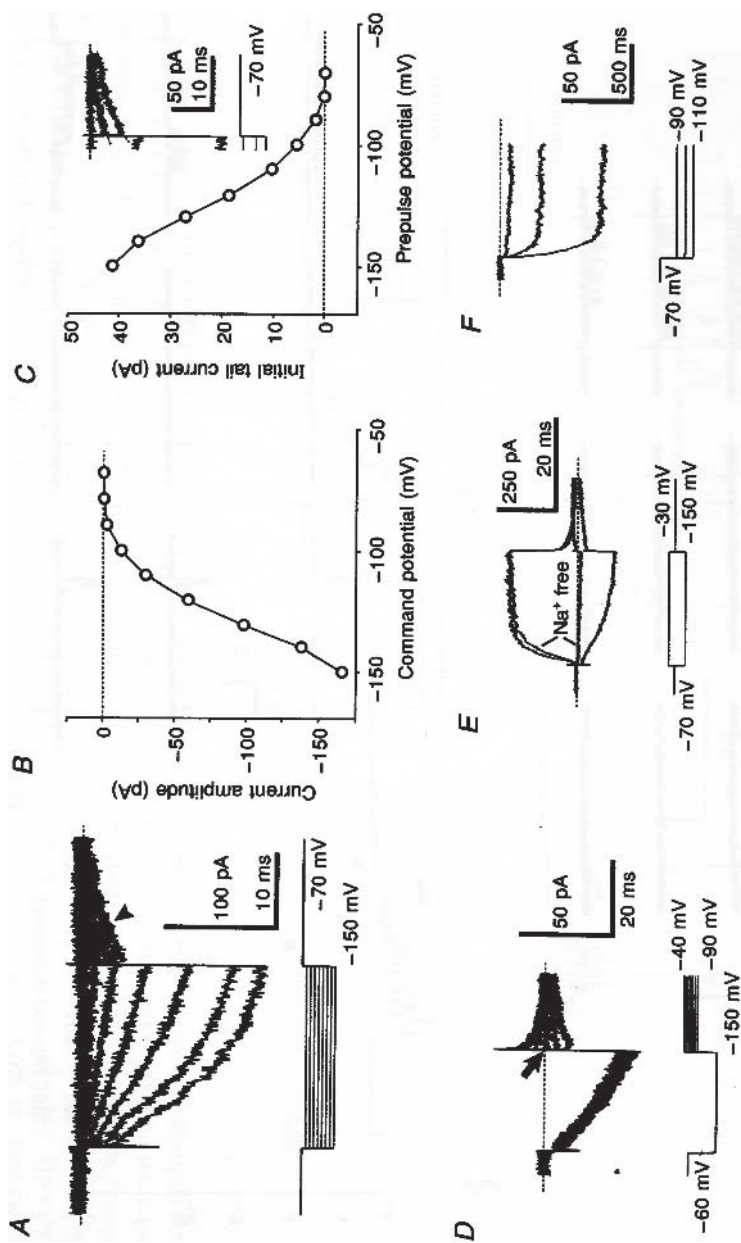 A
100 pA
10 ms
-70 mV
-150 mV
B
Current amplitude (pA)
0
-50
-100
-150
-150
-100
-50
Command potential (mV)
C
Initial tail current (pA)
50
40
30
20
10
0
-150
-100
-50
Prepulse potential (mV)
50 pA
10 ms
-70 mV
D
50 pA
20 ms
-60 mV
-40 mV
-90 mV
-150 mV
E
250 pA
20 ms
Na+ free
-70 mV
-30 mV
-150 mV
F
50 pA
500 ms
-70 mV
-90 mV
-110 mV